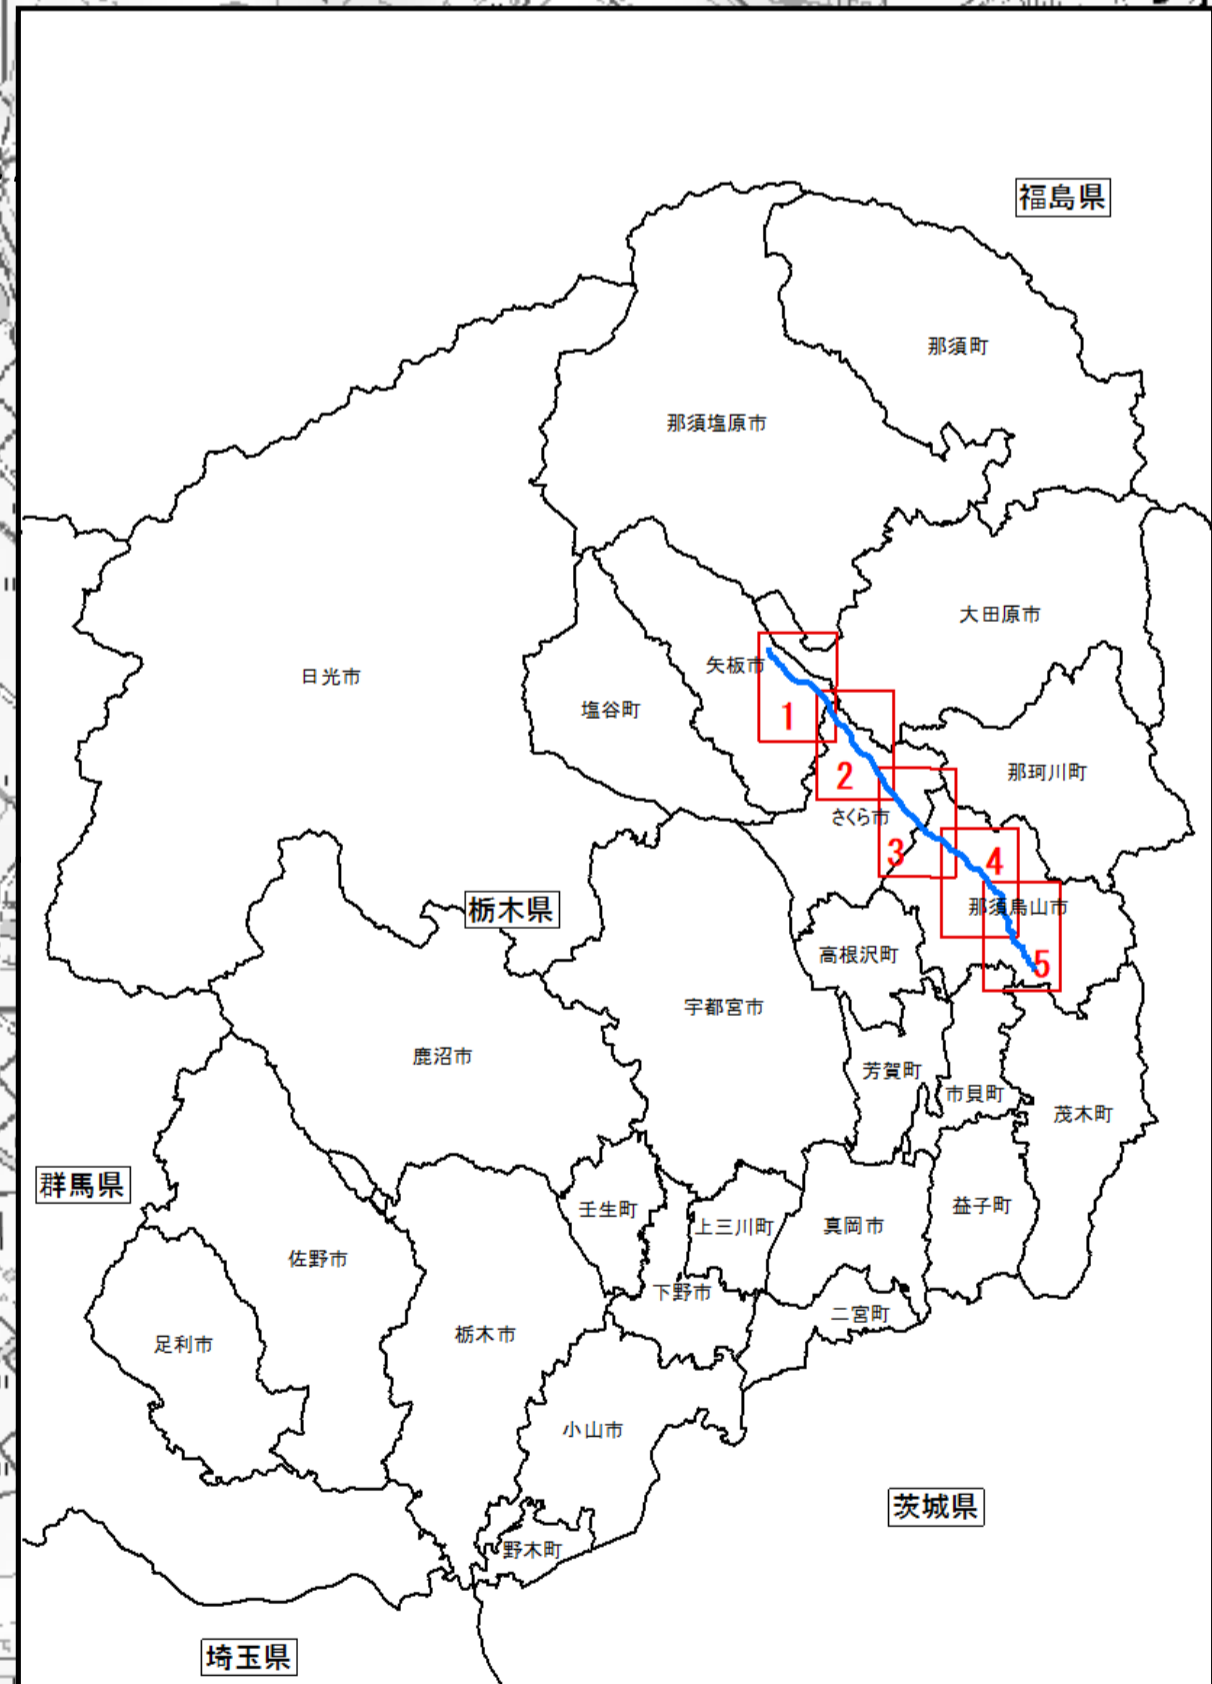 福島県
那須町
那須塩原市
大田原市
矢板市
日光市
塩谷町
1
那珂川町
2
さくら市
3
4
那須烏山市
栃木県
高根沢町
5
宇都宮市
鹿沼市
芳賀町
市貝町
茂木町
群馬県
壬生町
上三川町
真岡市
益子町
佐野市
下野市
二宮町
足利市
栃木市
小山市
茨城県
野木町
埼玉県